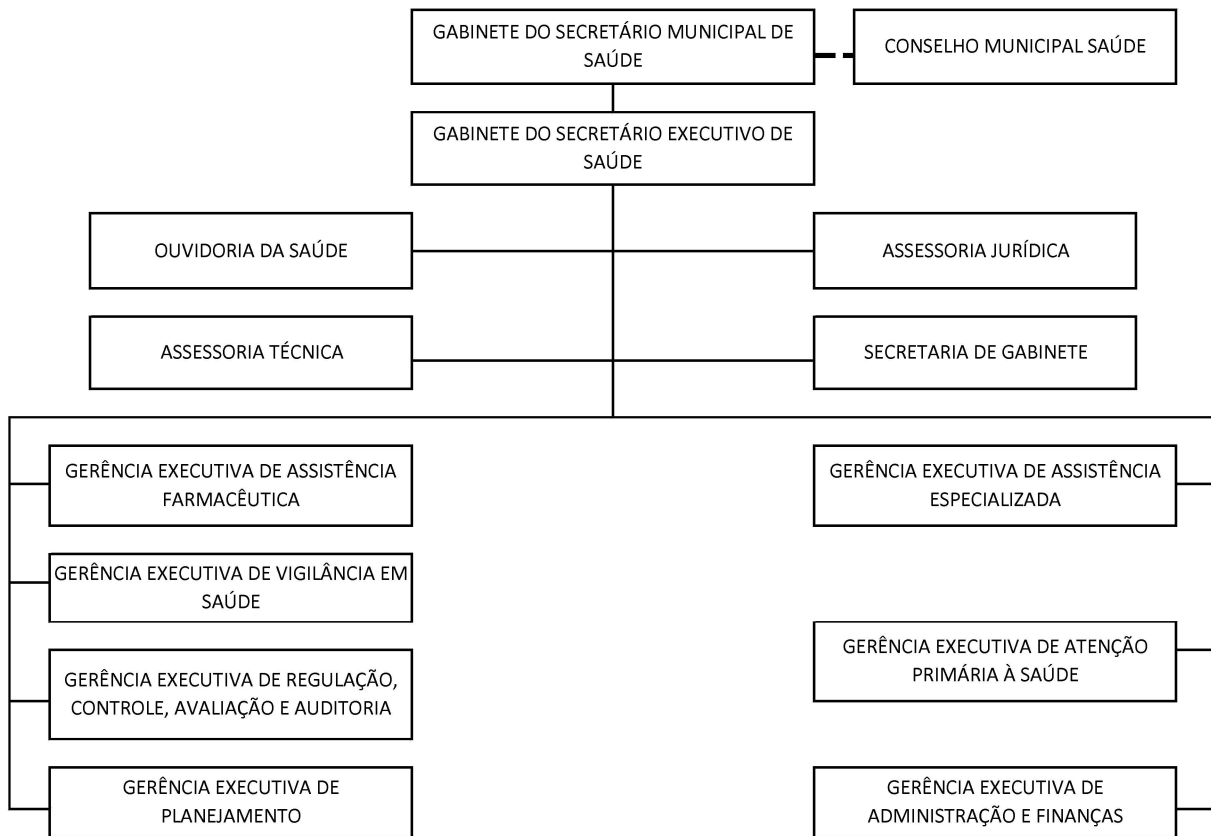 GABINETE DO SECRETÁRIO MUNICIPAL DE
SAÚDE
CONSELHO MUNICIPAL SAÚDE
GABINETE DO SECRETÁRIO EXECUTIVO DE
SAÚDE
OUVIDORIA DA SAÚDE
ASSESSORIA JURÍDICA
ASSESSORIA TÉCNICA
SECRETARIA DE GABINETE
GERÊNCIA EXECUTIVA DE ASSISTÊNCIA
FARMACÊUTICA
GERÊNCIA EXECUTIVA DE ASSISTÊNCIA
ESPECIALIZADA
GERÊNCIA EXECUTIVA DE VIGILÂNCIA EM
SAÚDE
GERÊNCIA EXECUTIVA DE ATENÇÃO
PRIMÁRIA À SAÚDE
GERÊNCIA EXECUTIVA DE REGULAÇÃO,
CONTROLE, AVALIAÇÃO E AUDITORIA
GERÊNCIA EXECUTIVA DE
PLANEJAMENTO
GERÊNCIA EXECUTIVA DE
ADMINISTRAÇÃO E FINANÇAS